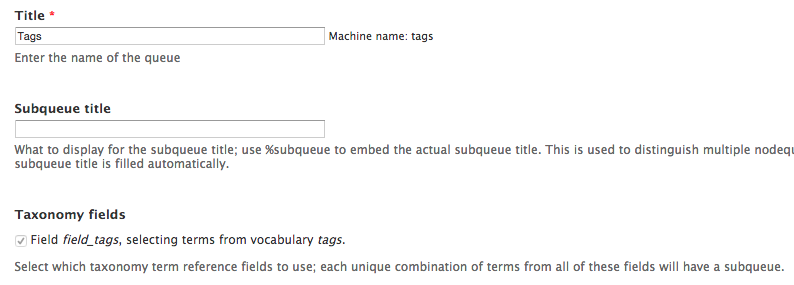 Title *
Tags Machine name: tags
Enter the name of the queue
Subqueue title
What to display for the subqueue title; use %subqueue to embed the actual subqueue title. This is used to distinguish multiple
subqueue title is filled automatically.
Taxonomy fields
Field field_tags, selecting terms from vocabulary tags.
Select which taxonomy term reference fields to use; each unique combination of terms from all of these fields will have a subqueue.